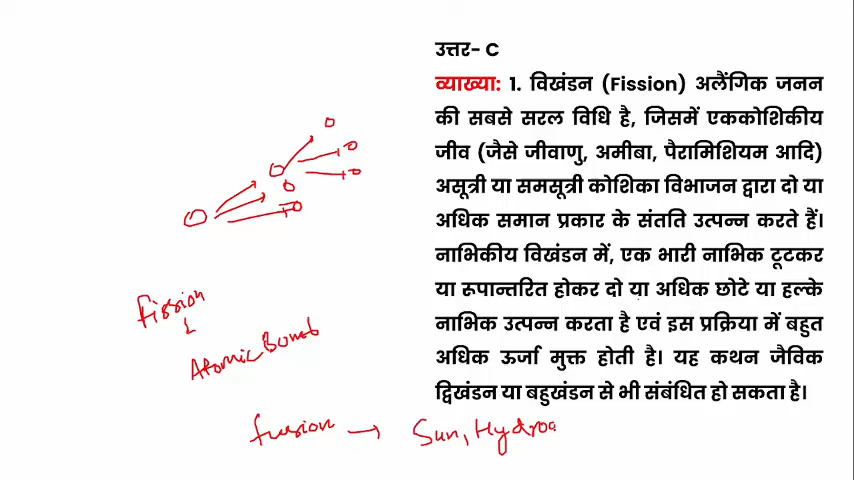 उत्तर- C
व्याख्या: 1. विखंडन (Fission) अलैंगिक जनन
की सबसे सरल विधि है, जिसमें एककोशिकीय
जीव (जैसे जीवाणु, अमीबा, पैरामिशियम आदि)
असूत्री या समसूत्री कोशिका विभाजन द्वारा दो या
अधिक समान प्रकार के संतति उत्पन्न करते हैं।
नाभिकीय विखंडन में, एक भारी नाभिक टूटकर
या रूपान्तरित होकर दो या अधिक छोटे या हल्के
नाभिक उत्पन्न करता है एवं इस प्रक्रिया में बहुत
अधिक ऊर्जा मुक्त होती है। यह कथन जैविक
द्विखंडन या बहुखंडन से भी संबंधित हो सकता है।
Fission
Atomic Bomb
fusion → Sun, Hydro